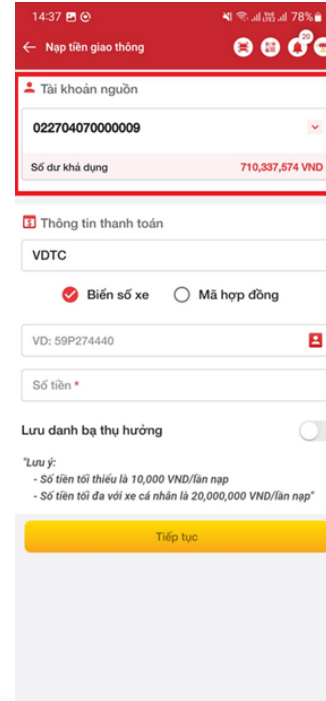 14:37
78%
Nạp tiền giao thông
20
Tài khoản nguồn
022704070000009
Số dư khả dụng 710,337,574 VND
Thông tin thanh toán
VDTC
Biển số xe Mã hợp đồng
VD: 59P274440
Số tiền *
Lưu danh bạ thụ hưởng
"Lưu ý:
- Số tiền tối thiểu là 10,000 VND/lần nạp
- Số tiền tối đa với xe cá nhân là 20,000,000 VND/lần nạp"
Tiếp tục